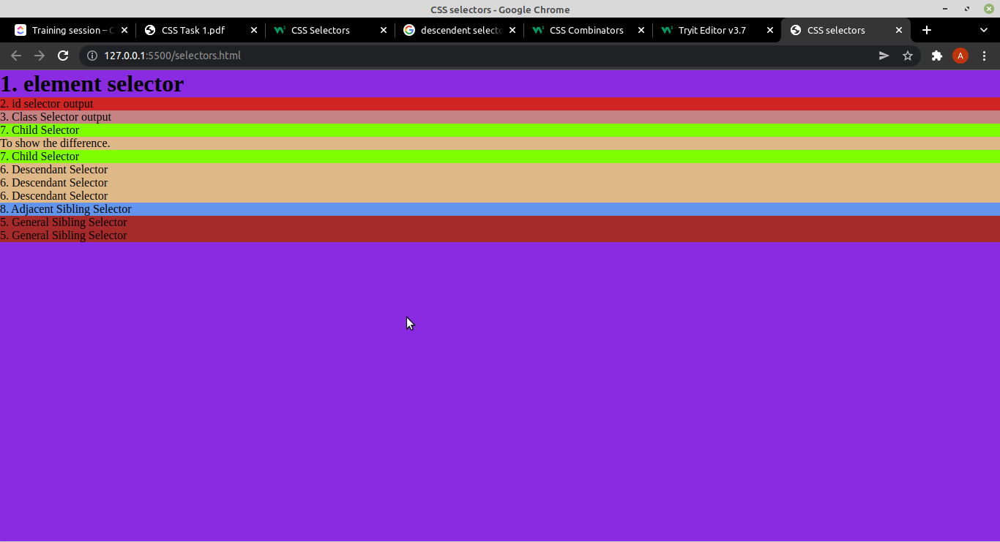 CSS selectors - Google Chrome
Training session – C
CSS Task 1.pdf
CSS Selectors
descendent selecto
CSS Combinators
Tryit Editor v3.7
CSS selectors
127.0.0.1:5500/selectors.html
A
1. element selector
2. id selector output
3. Class Selector output
7. Child Selector
To show the difference.
7. Child Selector
6. Descendant Selector
6. Descendant Selector
6. Descendant Selector
8. Adjacent Sibling Selector
5. General Sibling Selector
5. General Sibling Selector